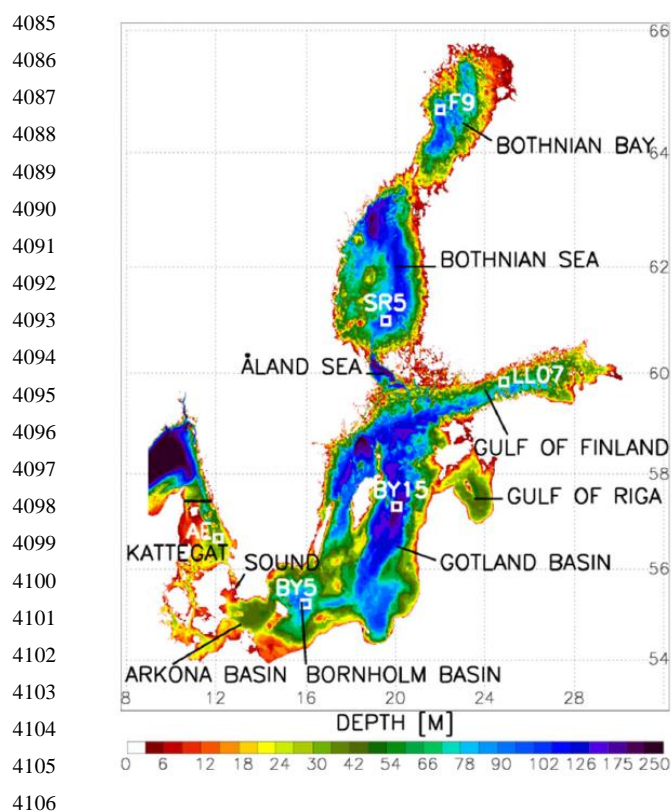 4085
66
4086
4087
F9
4088
BOTHNIAN BAY
64
4089
4090
4091
BOTHNIAN SEA
62
4092
SR5
4093
4094
ÅLAND SEA
60
LL07
4095
4096
GULF OF FINLAND
4097
58
BY15
GULF OF RIGA
4098
AE
4099
KATTEGAT
SOUND
GOTLAND BASIN
4100
56
BY5
4101
4102
ARKONA BASIN
BORNHOLM BASIN
54
4103
8 12 16 20 24 28
4104
DEPTH [M]
4105
0 6 12 18 24 30 42 54 66 78 90 102 126 175 250
4106